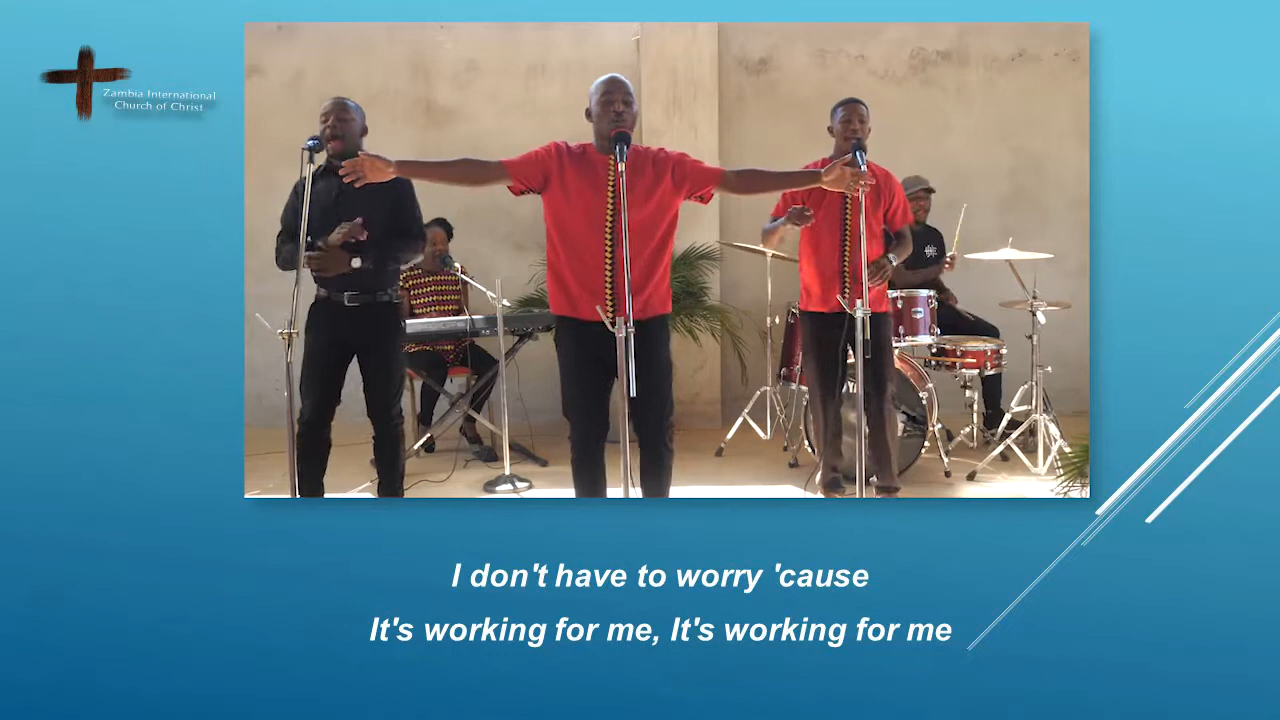 Zambia International
Church of Christ
I don't have to worry 'cause
It's working for me, It's working for me